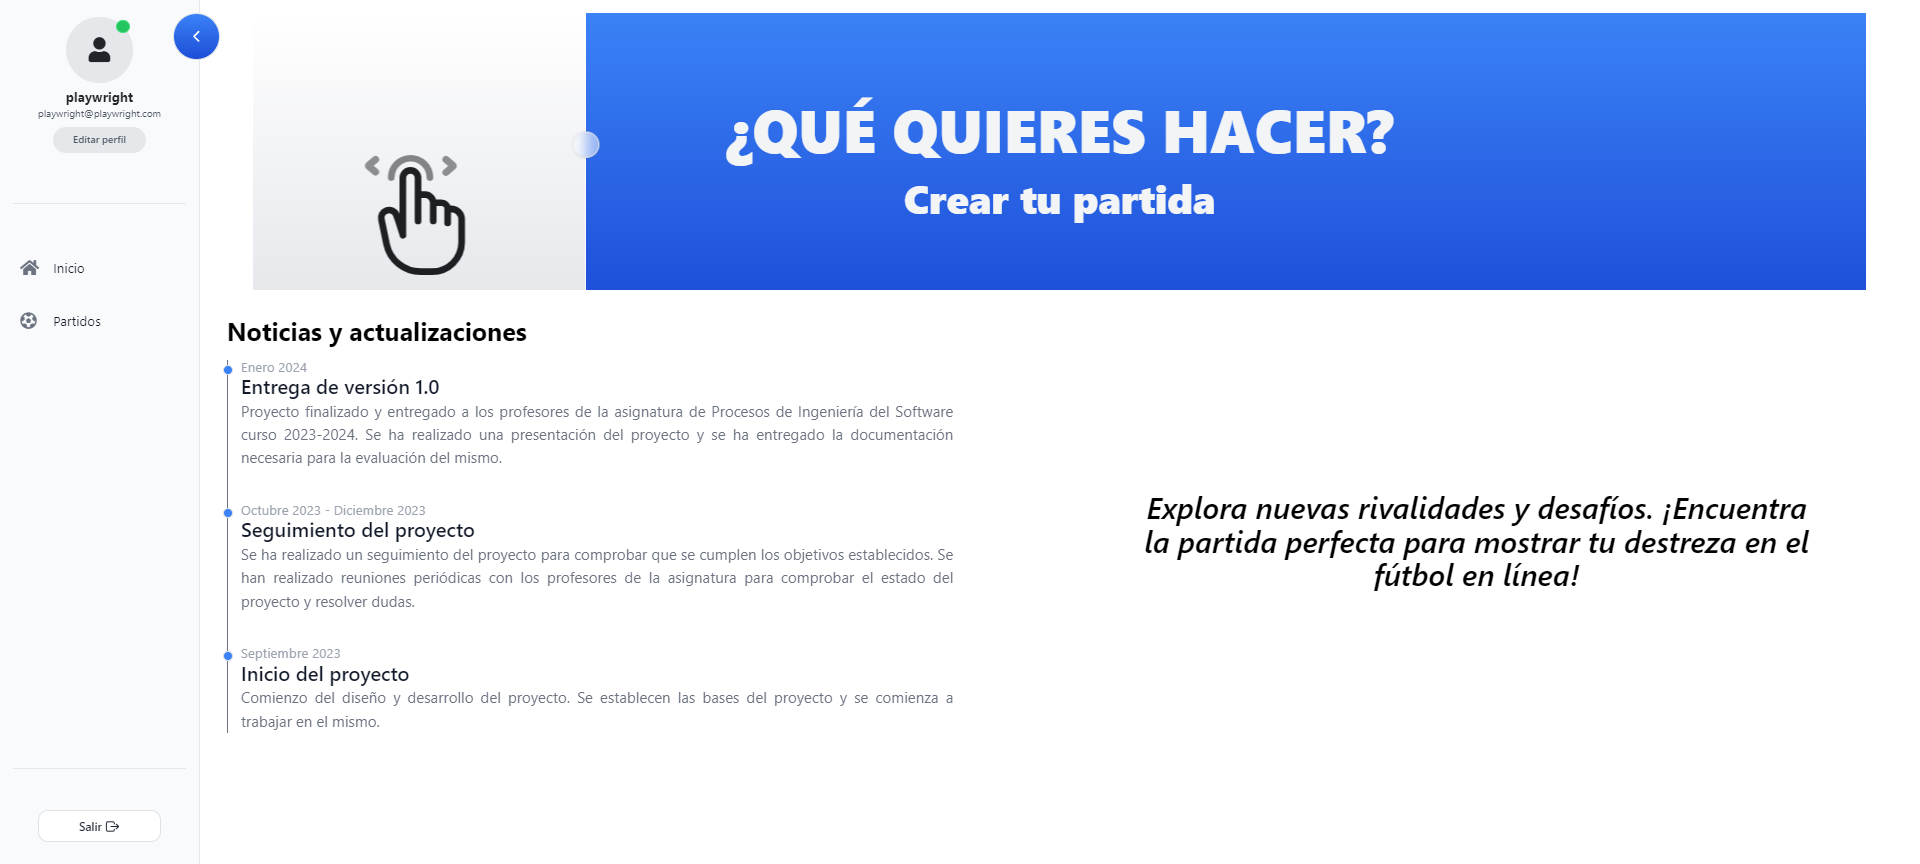 playwright
playwright@playwright.com
Editar perfil
Inicio
Partidos
Salir
¿QUÉ QUIERES HACER?
Crear tu partida
Noticias y actualizaciones
Enero 2024
Entrega de versión 1.0
Proyecto finalizado y entregado a los profesores de la asignatura de Procesos de Ingeniería del Software
curso 2023-2024. Se ha realizado una presentación del proyecto y se ha entregado la documentación
necesaria para la evaluación del mismo.
Octubre 2023 - Diciembre 2023
Seguimiento del proyecto
Se ha realizado un seguimiento del proyecto para comprobar que se cumplen los objetivos establecidos. Se
han realizado reuniones periódicas con los profesores de la asignatura para comprobar el estado del
proyecto y resolver dudas.
Septiembre 2023
Inicio del proyecto
Comienzo del diseño y desarrollo del proyecto. Se establecen las bases del proyecto y se comienza a
trabajar en el mismo.
Explora nuevas rivalidades y desafíos. ¡Encuentra
la partida perfecta para mostrar tu destreza en el
fútbol en línea!